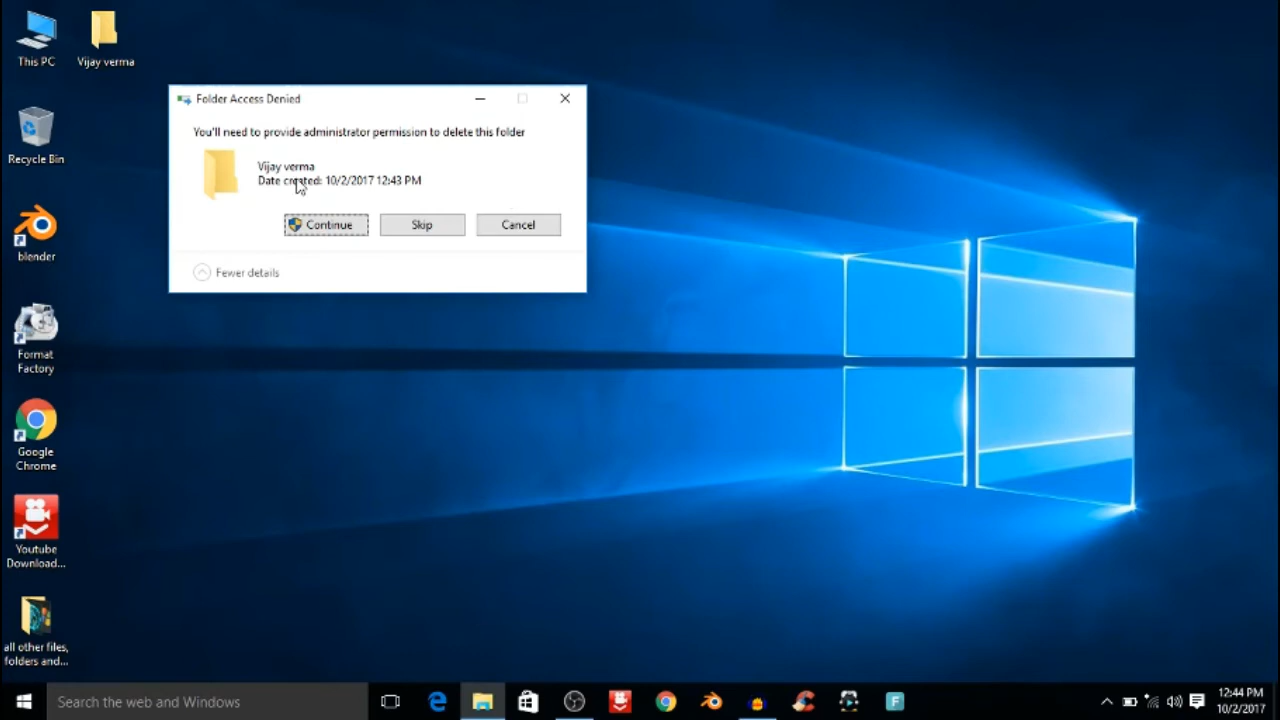 This PC
Vijay verma
Recycle Bin
blender
Format
Factory
Google
Chrome
Youtube
Download...
all other files,
folders and...
Folder Access Denied
You'll need to provide administrator permission to delete this folder
Vijay verma
Date created: 10/2/2017 12:43 PM
Continue
Skip
Cancel
Fewer details
Search the web and Windows
F
12:44 PM
10/2/2017